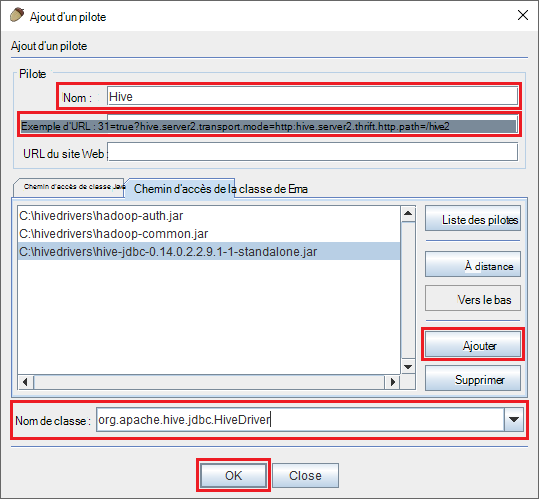 Ajout d'un pilote
Ajout d'un pilote
Pilote
Nom :
Hive
Exemple d'URL : 31=true?hive.server2.transport.mode=http:hive.server2.thrift.http.path=/hive2
URL du site Web :
Chemin d'accès de classe Java
Chemin d'accès de la classe de Ema
C:\hivedrivers\hadoop-auth.jar
C:\hivedrivers\hadoop-common.jar
C:\hivedrivers\hive-jdbc-0.14.0.2.2.9.1-1-standalone.jar
Liste des pilotes
À distance
Vers le bas
Ajouter
Supprimer
Nom de classe :
org.apache.hive.jdbc.HiveDriver
OK
Close